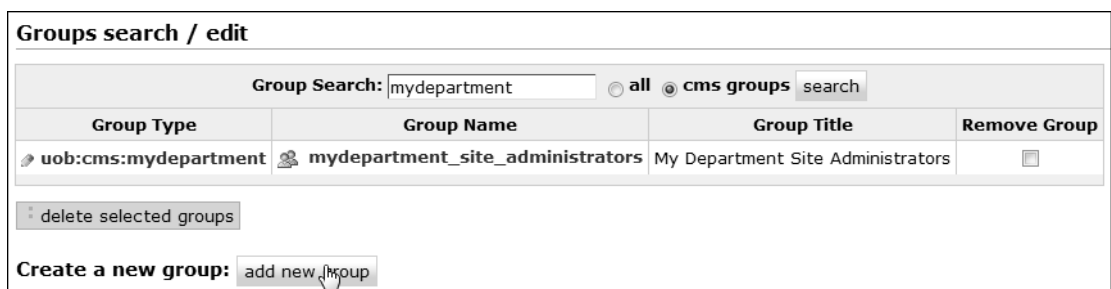 Groups search / edit
Group Search: mydepartment all cms groups search
Group Type Group Name Group Title Remove Group
uob:cms:mydepartment mydepartment_site_administrators My Department Site Administrators
delete selected groups
Create a new group: add new group